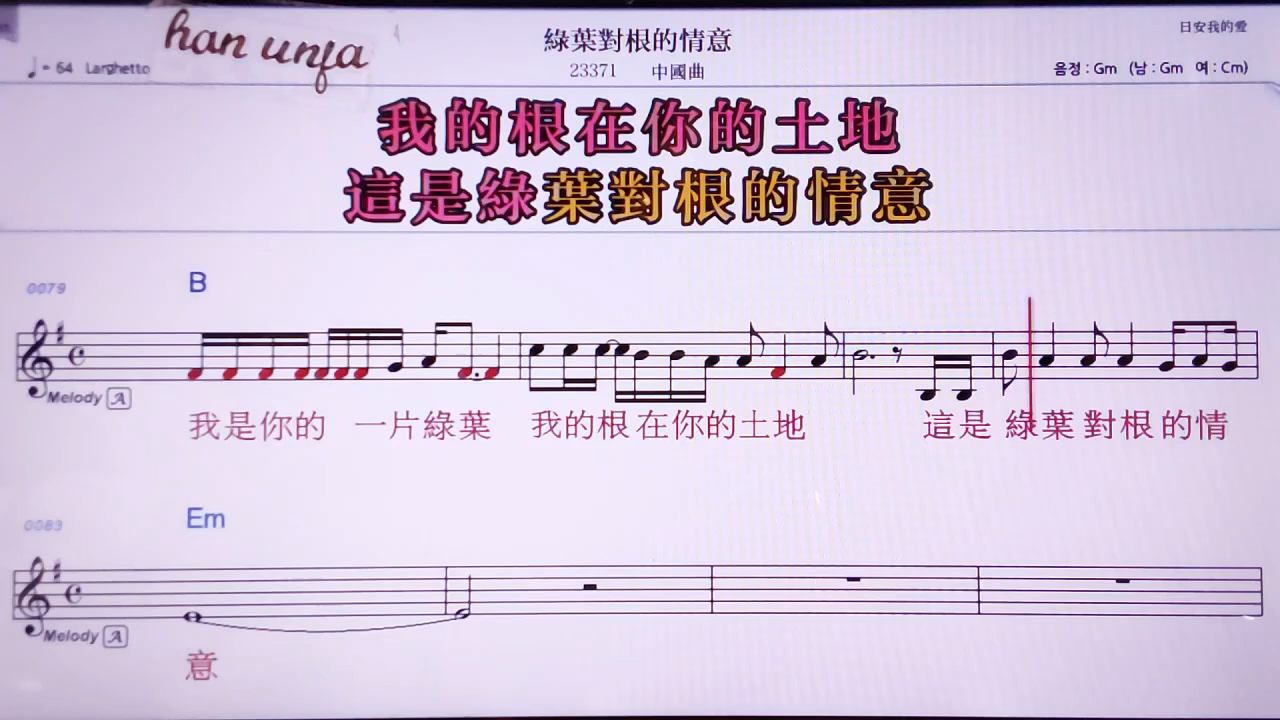 han unfa
綠葉對根的情意
日安我的愛
♩= 64 Larghetto
23371 中國曲
음정 : Gm (남 : Gm 여 : Cm)
我的根在你的土地
這是綠葉對根的情意
0079
B
Melody A
我是你的 一片綠葉 我的根在你的土地 這是 綠葉對根的情
0083
Em
Melody A
意